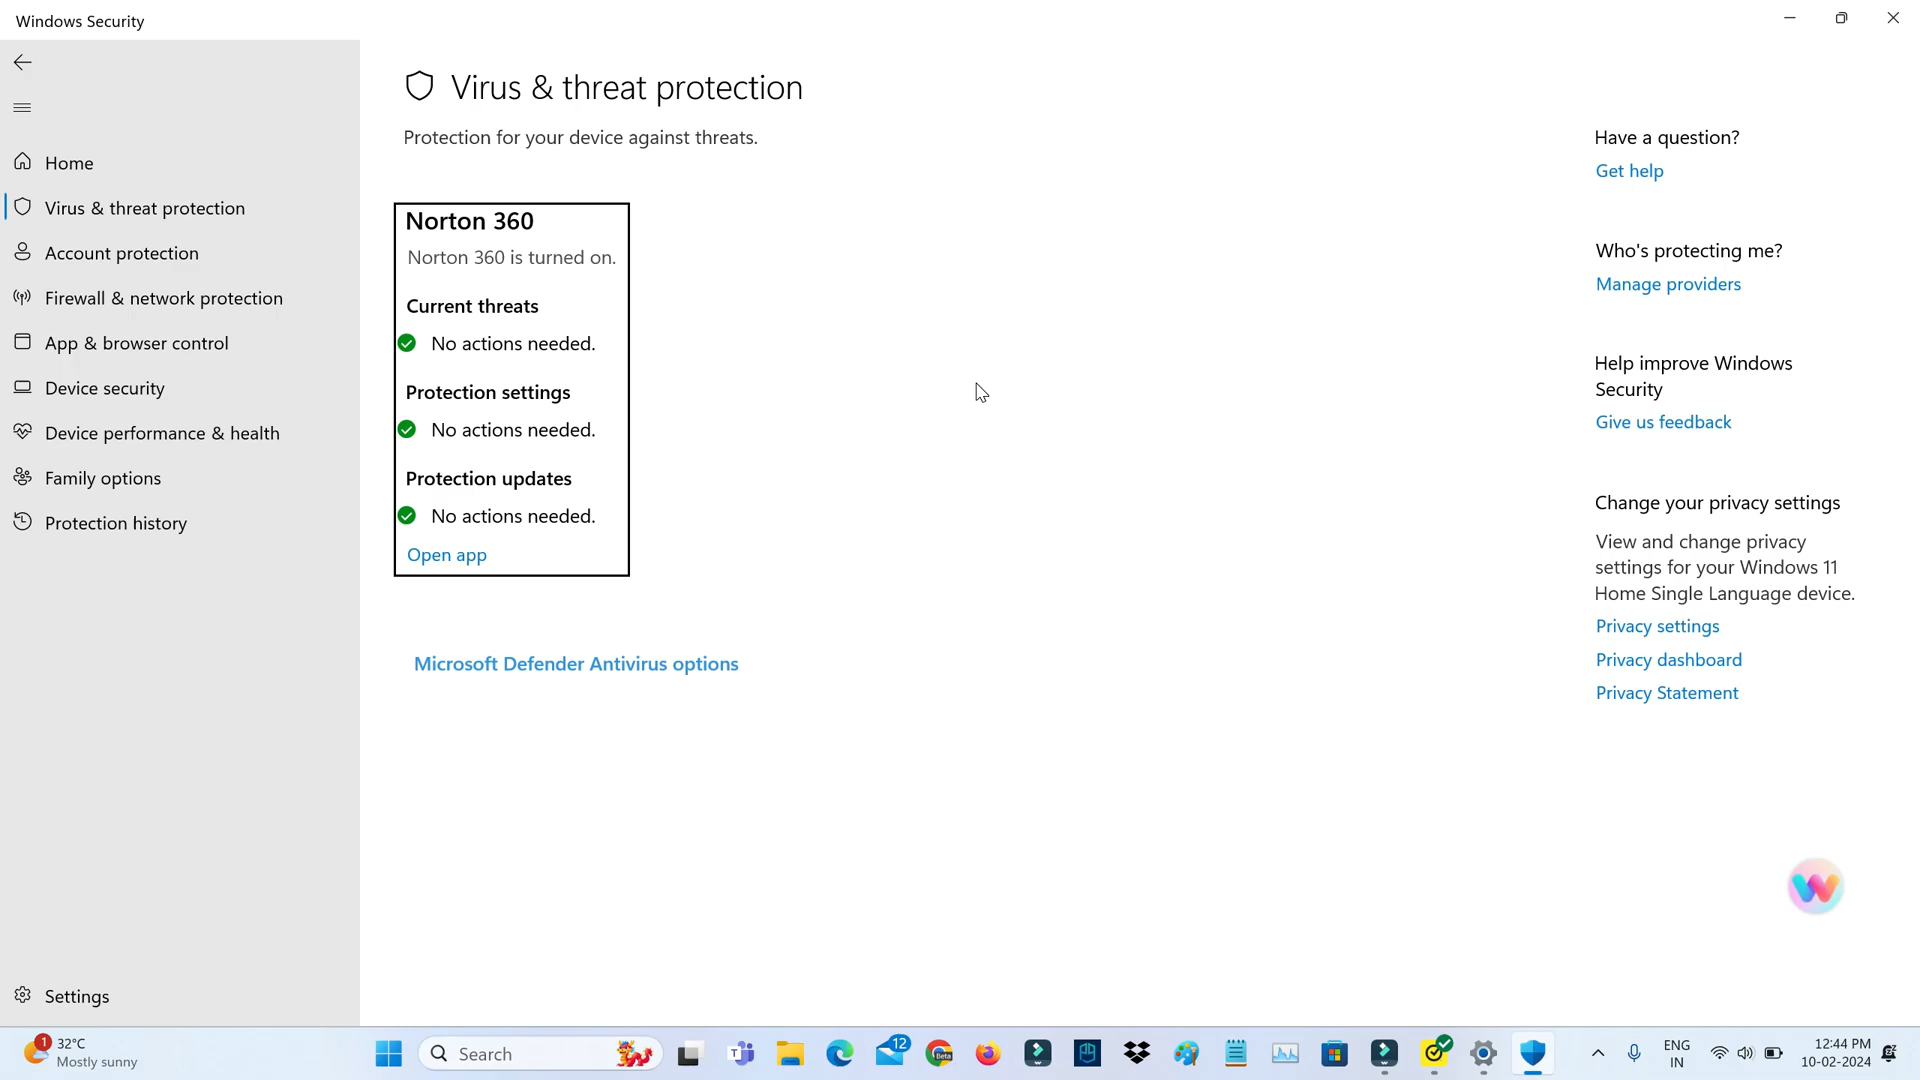 Windows Security
Home
Virus & threat protection
Account protection
Firewall & network protection
App & browser control
Device security
Device performance & health
Family options
Protection history
Settings
Virus & threat protection
Protection for your device against threats.
Norton 360
Norton 360 is turned on.
Current threats
No actions needed.
Protection settings
No actions needed.
Protection updates
No actions needed.
Open app
Microsoft Defender Antivirus options
Have a question?
Get help
Who's protecting me?
Manage providers
Help improve Windows
Security
Give us feedback
Change your privacy settings
View and change privacy
settings for your Windows 11
Home Single Language device.
Privacy settings
Privacy dashboard
Privacy Statement
W
1
32°C
Mostly sunny
Search
T
12
Beta
ENG
IN
12:44 PM
10-02-2024